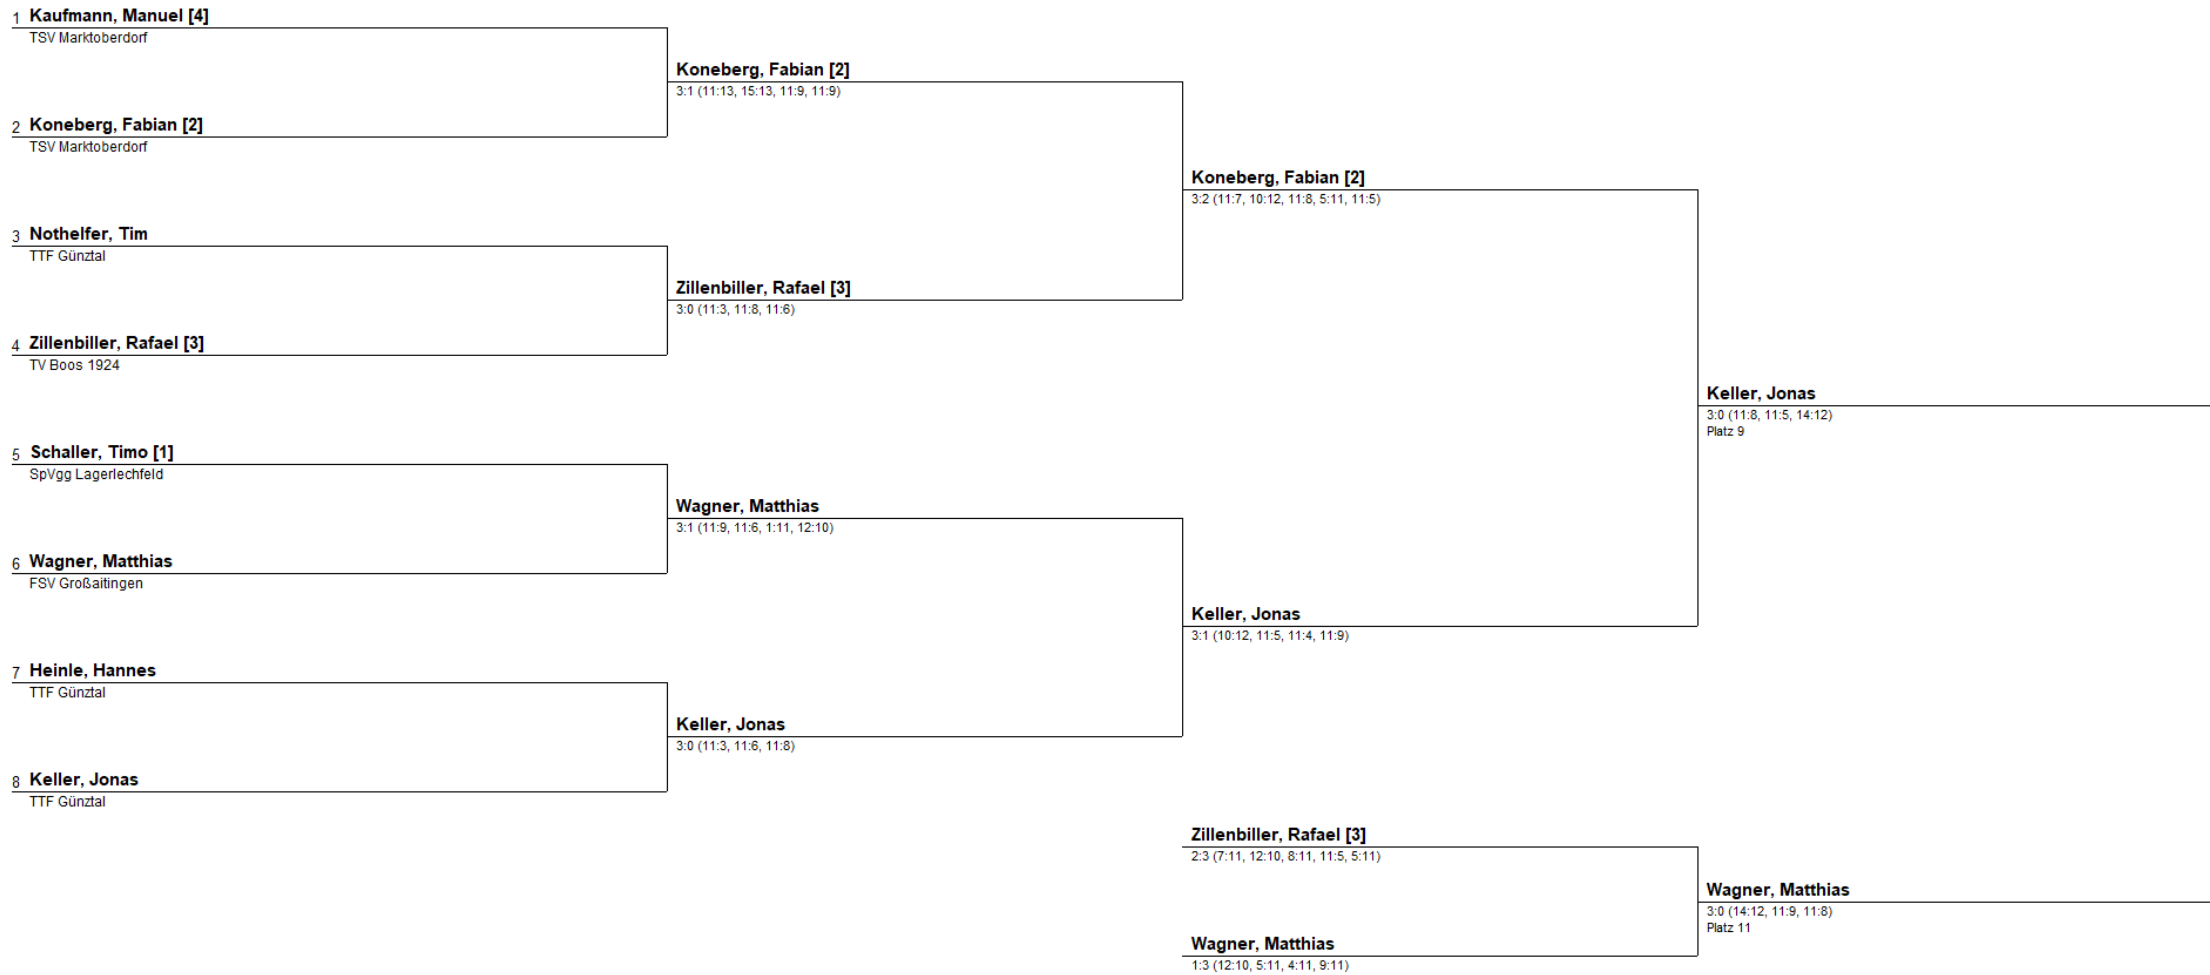 1 Kaufmann, Manuel [4]
TSV Marktoberdorf
Koneberg, Fabian [2]
3:1 (11:13, 15:13, 11:9, 11:9)
2 Koneberg, Fabian [2]
TSV Marktoberdorf
Koneberg, Fabian [2]
3:2 (11:7, 10:12, 11:8, 5:11, 11:5)
3 Nothelfer, Tim
TTF Günztal
Zillenbiller, Rafael [3]
3:0 (11:3, 11:8, 11:6)
4 Zillenbiller, Rafael [3]
TV Boos 1924
Keller, Jonas
3:0 (11:8, 11:5, 14:12)
Platz 9
5 Schaller, Timo [1]
SpVgg Lagerlechfeld
Wagner, Matthias
3:1 (11:9, 11:6, 1:11, 12:10)
6 Wagner, Matthias
FSV Großaitingen
Keller, Jonas
3:1 (10:12, 11:5, 11:4, 11:9)
7 Heinle, Hannes
TTF Günztal
Keller, Jonas
3:0 (11:3, 11:6, 11:8)
8 Keller, Jonas
TTF Günztal
Zillenbiller, Rafael [3]
2:3 (7:11, 12:10, 8:11, 11:5, 5:11)
Wagner, Matthias
3:0 (14:12, 11:9, 11:8)
Platz 11
Wagner, Matthias
1:3 (12:10, 5:11, 4:11, 9:11)